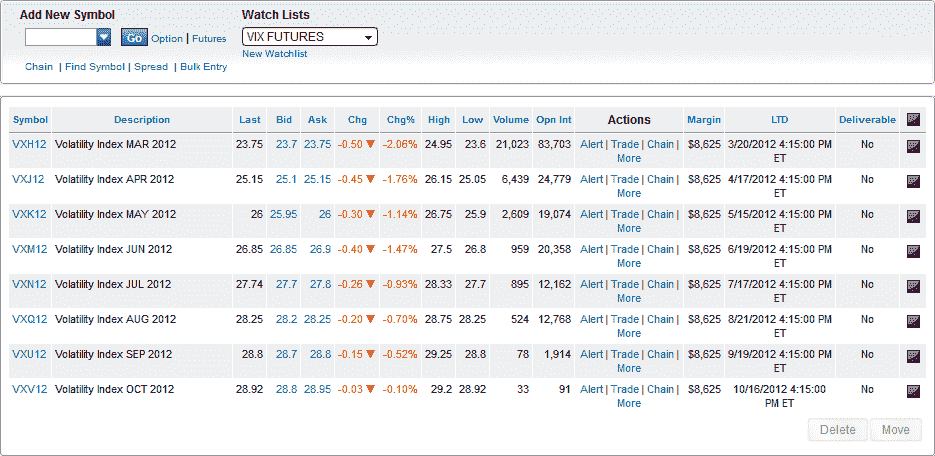 Add New Symbol
Watch Lists
Go Option | Futures
VIX FUTURES
New Watchlist
Chain | Find Symbol | Spread | Bulk Entry
Symbol Description Last Bid Ask Chg Chg% High Low Volume Opn Int Actions Margin LTD Deliverable
VXH12 Volatility Index MAR 2012 23.75 23.7 23.75 -0.50 -2.06% 24.95 23.6 21,023 83,703 Alert | Trade | Chain | $8,625 3/20/2012 4:15:00 PM No
More ET
VXJ12 Volatility Index APR 2012 25.15 25.1 25.15 -0.45 -1.76% 26.15 25.05 6,439 24,779 Alert | Trade | Chain | $8,625 4/17/2012 4:15:00 PM No
More ET
VXK12 Volatility Index MAY 2012 26 25.95 26 -0.30 -1.14% 26.75 25.9 2,609 19,074 Alert | Trade | Chain | $8,625 5/15/2012 4:15:00 PM No
More ET
VXM12 Volatility Index JUN 2012 26.85 26.85 26.9 -0.40 -1.47% 27.5 26.8 959 20,358 Alert | Trade | Chain | $8,625 6/19/2012 4:15:00 PM No
More ET
VXN12 Volatility Index JUL 2012 27.74 27.7 27.8 -0.26 -0.93% 28.33 27.7 895 12,162 Alert | Trade | Chain | $8,625 7/17/2012 4:15:00 PM No
More ET
VXQ12 Volatility Index AUG 2012 28.25 28.2 28.25 -0.20 -0.70% 28.75 28.25 524 12,768 Alert | Trade | Chain | $8,625 8/21/2012 4:15:00 PM No
More ET
VXU12 Volatility Index SEP 2012 28.8 28.7 28.8 -0.15 -0.52% 29.25 28.8 78 1,914 Alert | Trade | Chain | $8,625 9/19/2012 4:15:00 PM No
More ET
VXV12 Volatility Index OCT 2012 28.92 28.8 28.95 -0.03 -0.10% 29.2 28.92 33 91 Alert | Trade | Chain | $8,625 10/16/2012 4:15:00 No
More PM ET
Delete Move